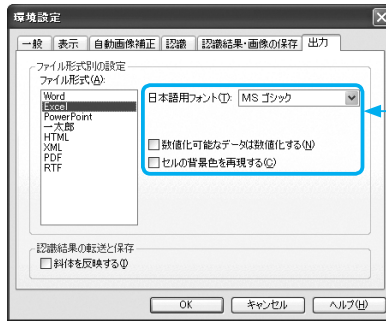 環境設定
一般 表示 自動画像補正 認識 認識結果・画像の保存 出力
ファイル形式別の設定
ファイル形式(A):
Word
Excel
PowerPoint
一太郎
HTML
XML
PDF
RTF
日本語用フォント(T): MS ゴシック
数値化可能なデータは数値化する(N)
セルの背景色を再現する(C)
認識結果の転送と保存
斜体を反映する(I)
OK キャンセル ヘルプ(H)